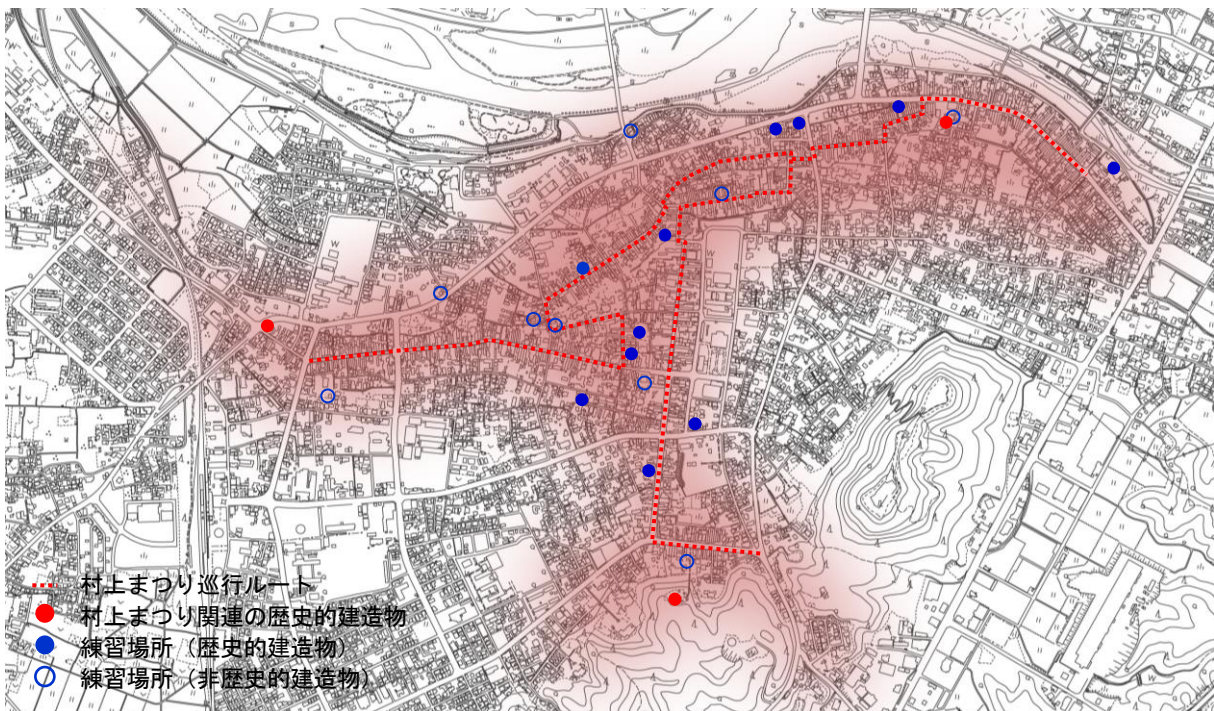 村上まつり巡行ルート
村上まつり関連の歴史的建造物
練習場所（歴史的建造物）
練習場所（非歴史的建造物）